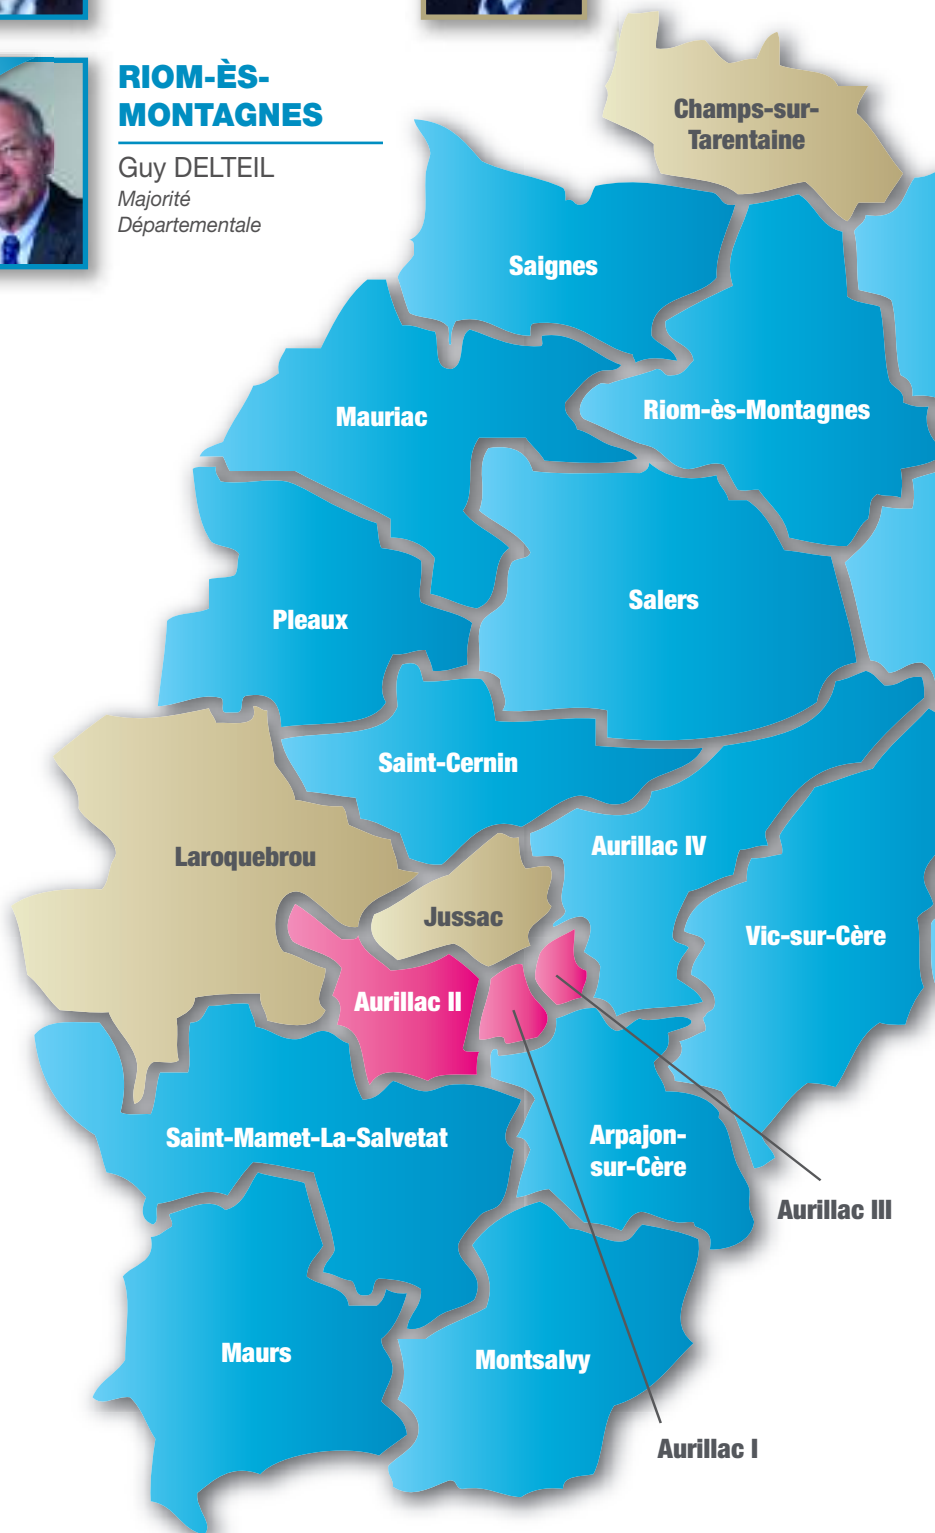 RIOM-ÈS-
MONTAGNES
Guy DELTEIL
Majorité
Départementale
Champs-sur-
Tarentaine
Saignes
Mauriac
Riom-ès-Montagnes
Salers
Pleaux
Saint-Cernin
Aurillac IV
Laroquebrou
Jussac
Vic-sur-Cère
Aurillac II
Saint-Mamet-La-Salvetat
Arpajon-
sur-Cère
Aurillac III
Maurs
Montsalvy
Aurillac I